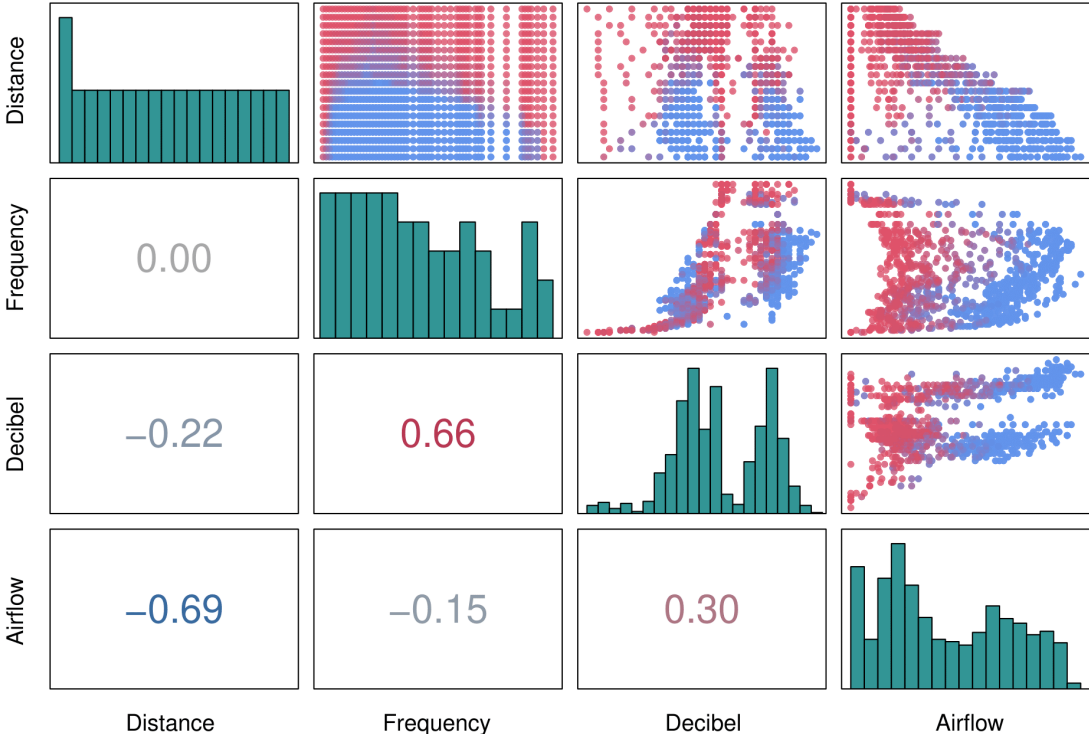 Distance
Frequency
0.00
Decibel
−0.22
0.66
Airflow
−0.69
−0.15
0.30
Distance
Frequency
Decibel
Airflow